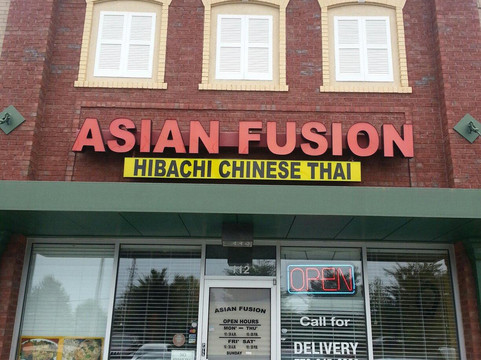 ASIAN FUSION
HIBACHI CHINESE THAI
112
ASIAN FUSION
OPEN HOURS
MON' — THU'
FRI' SAT'
SUNDAY
OPEN
Call for
DELIVERY